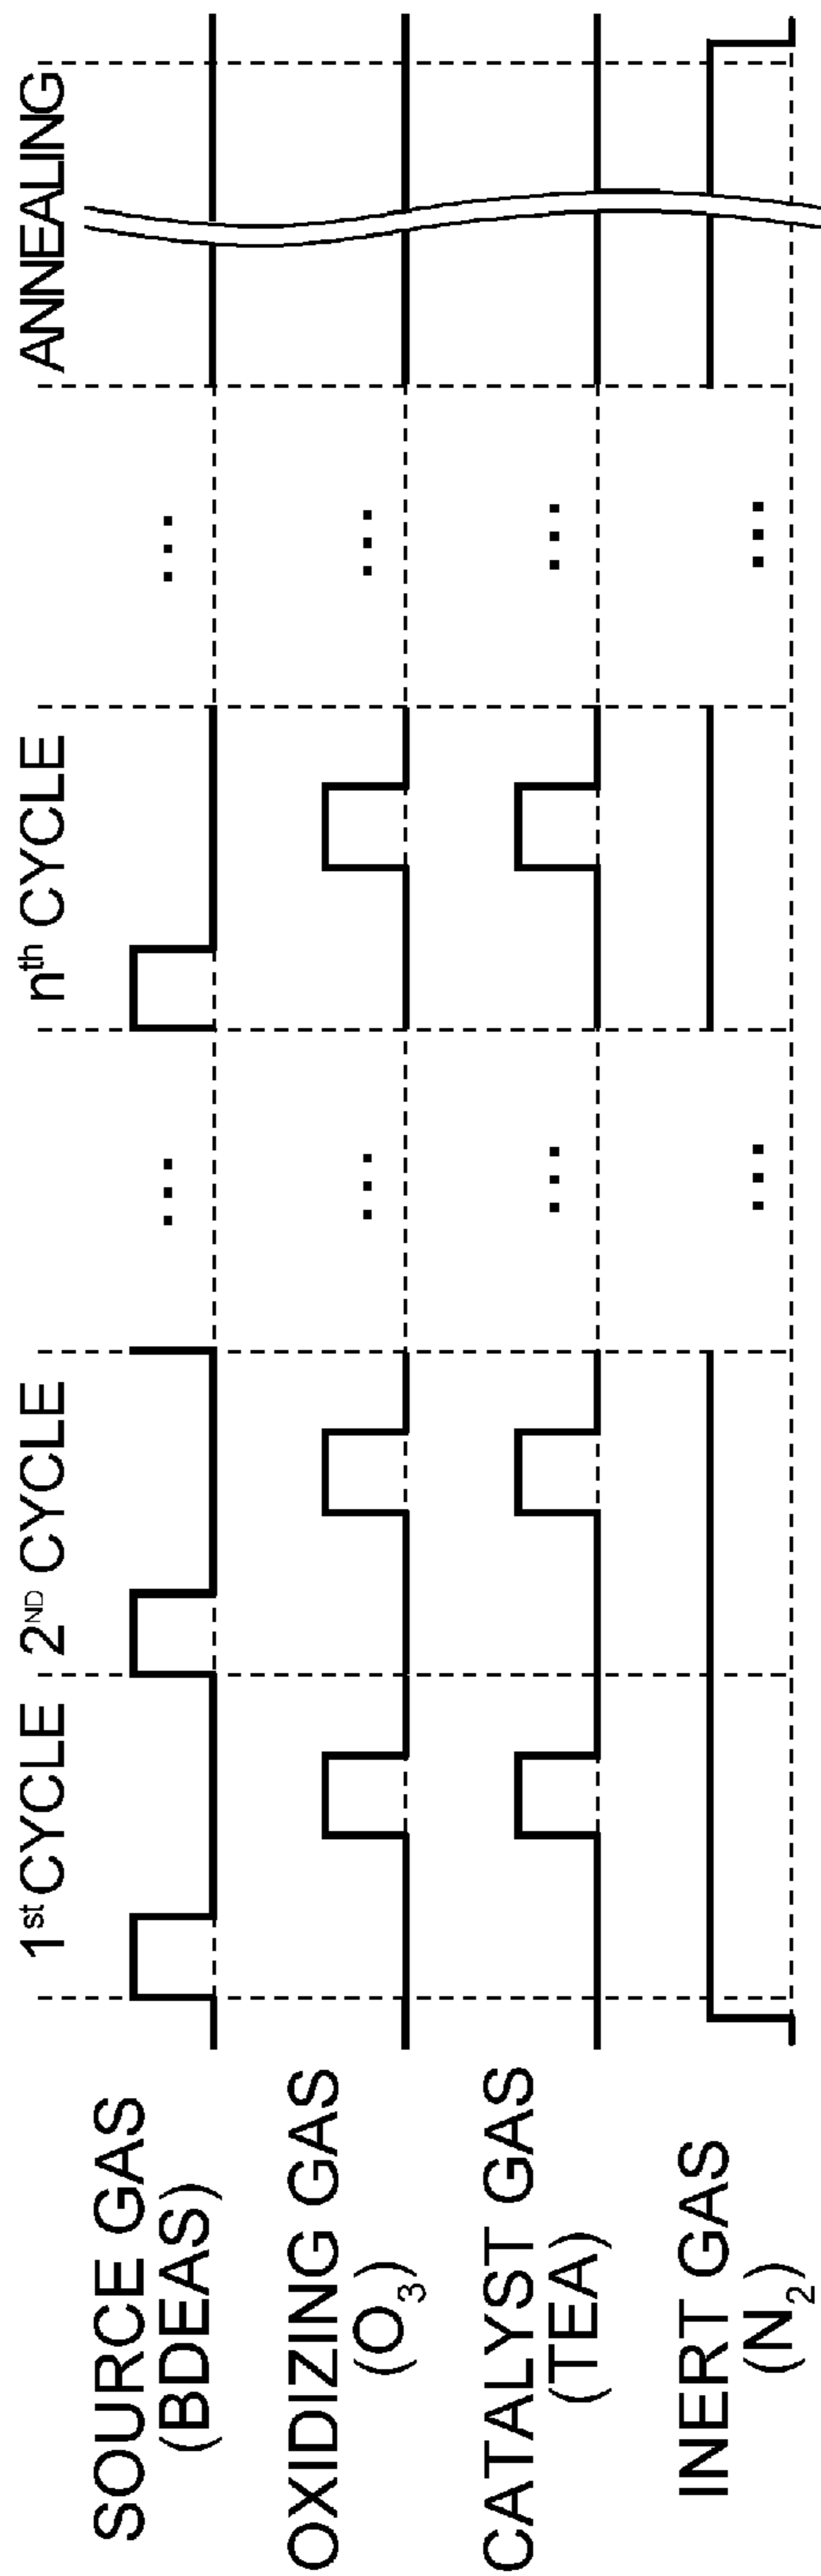 1st CYCLE
2ND CYCLE
...
nth CYCLE
...
ANNEALING
SOURCE GAS
(BDEAS)
... ...
OXIDIZING GAS
(O3)
... ...
CATALYST GAS
(TEA)
... ...
INERT GAS
(N2)
... ...